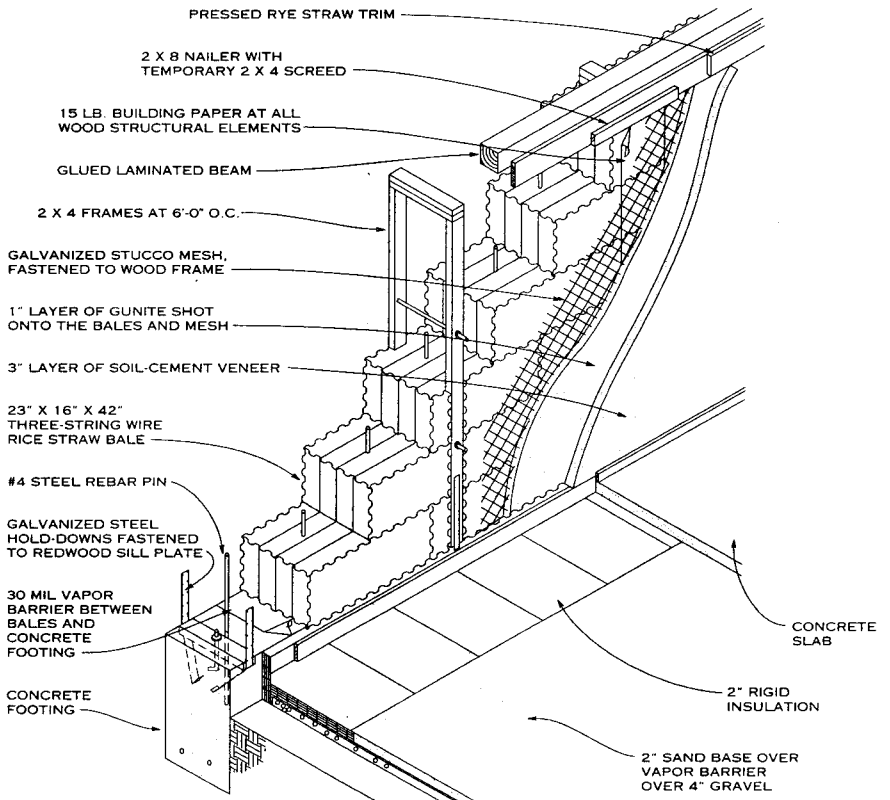 PRESSED RYE STRAW TRIM
2 X 8 NAILER WITH
TEMPORARY 2 X 4 SCREED
15 LB. BUILDING PAPER AT ALL
WOOD STRUCTURAL ELEMENTS
GLUED LAMINATED BEAM
2 X 4 FRAMES AT 6'-0" O.C.
GALVANIZED STUCCO MESH,
FASTENED TO WOOD FRAME
1" LAYER OF GUNITE SHOT
ONTO THE BALES AND MESH
3" LAYER OF SOIL-CEMENT VENEER
23" X 16" X 42"
THREE-STRING WIRE
RICE STRAW BALE
#4 STEEL REBAR PIN
GALVANIZED STEEL
HOLD-DOWNS FASTENED
TO REDWOOD SILL PLATE
30 MIL VAPOR
BARRIER BETWEEN
BALES AND
CONCRETE
FOOTING
CONCRETE
FOOTING
CONCRETE
SLAB
2" RIGID
INSULATION
2" SAND BASE OVER
VAPOR BARRIER
OVER 4" GRAVEL